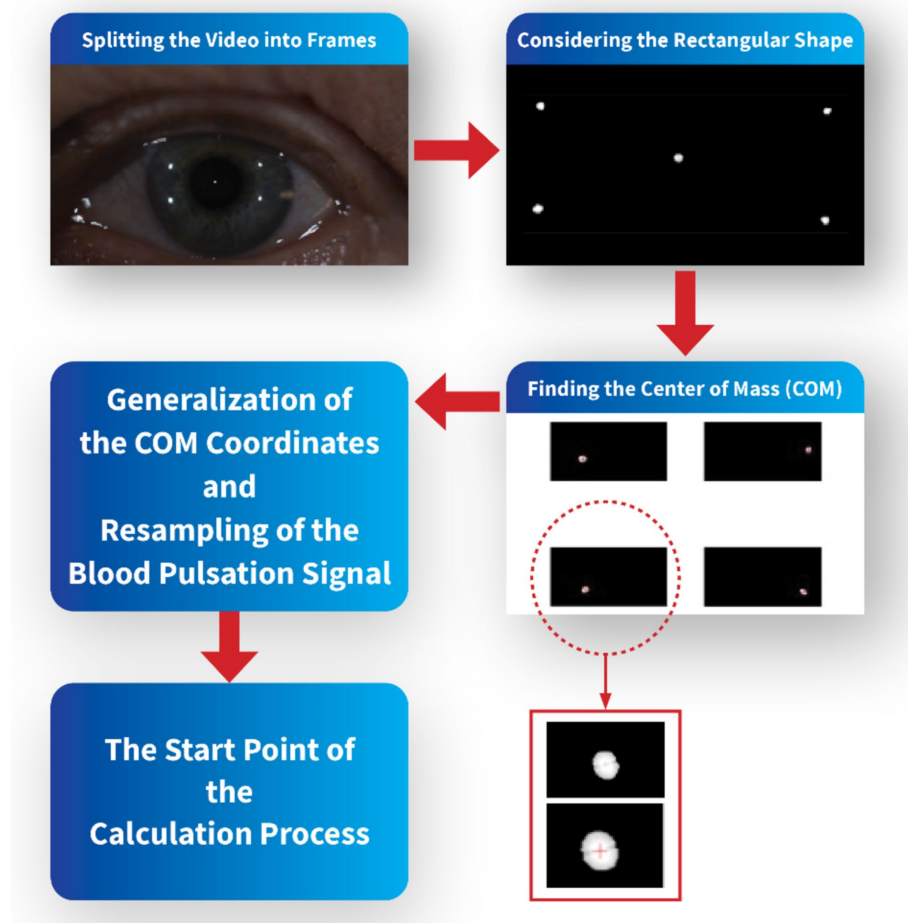 Splitting the Video into Frames
Considering the Rectangular Shape
Finding the Center of Mass (COM)
Generalization of
the COM Coordinates
and
Resampling of the
Blood Pulsation Signal
The Start Point of
the
Calculation Process